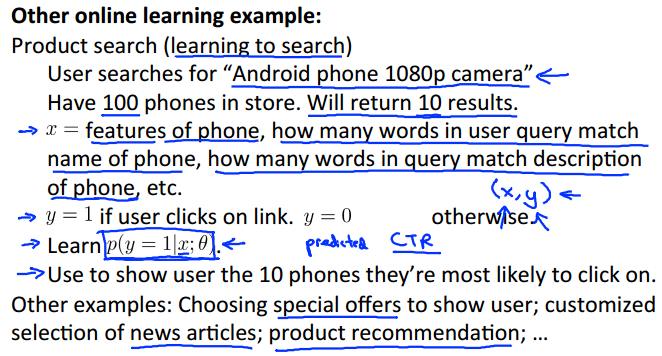 Other online learning example:
Product search (learning to search)
User searches for “Android phone 1080p camera”
Have 100 phones in store. Will return 10 results.
x = features of phone, how many words in user query match
name of phone, how many words in query match description
of phone, etc.
(x, y)
y = 1 if user clicks on link. y = 0 otherwise.
Learn p(y = 1|x; θ). predicted CTR
Use to show user the 10 phones they’re most likely to click on.
Other examples: Choosing special offers to show user; customized
selection of news articles; product recommendation; …